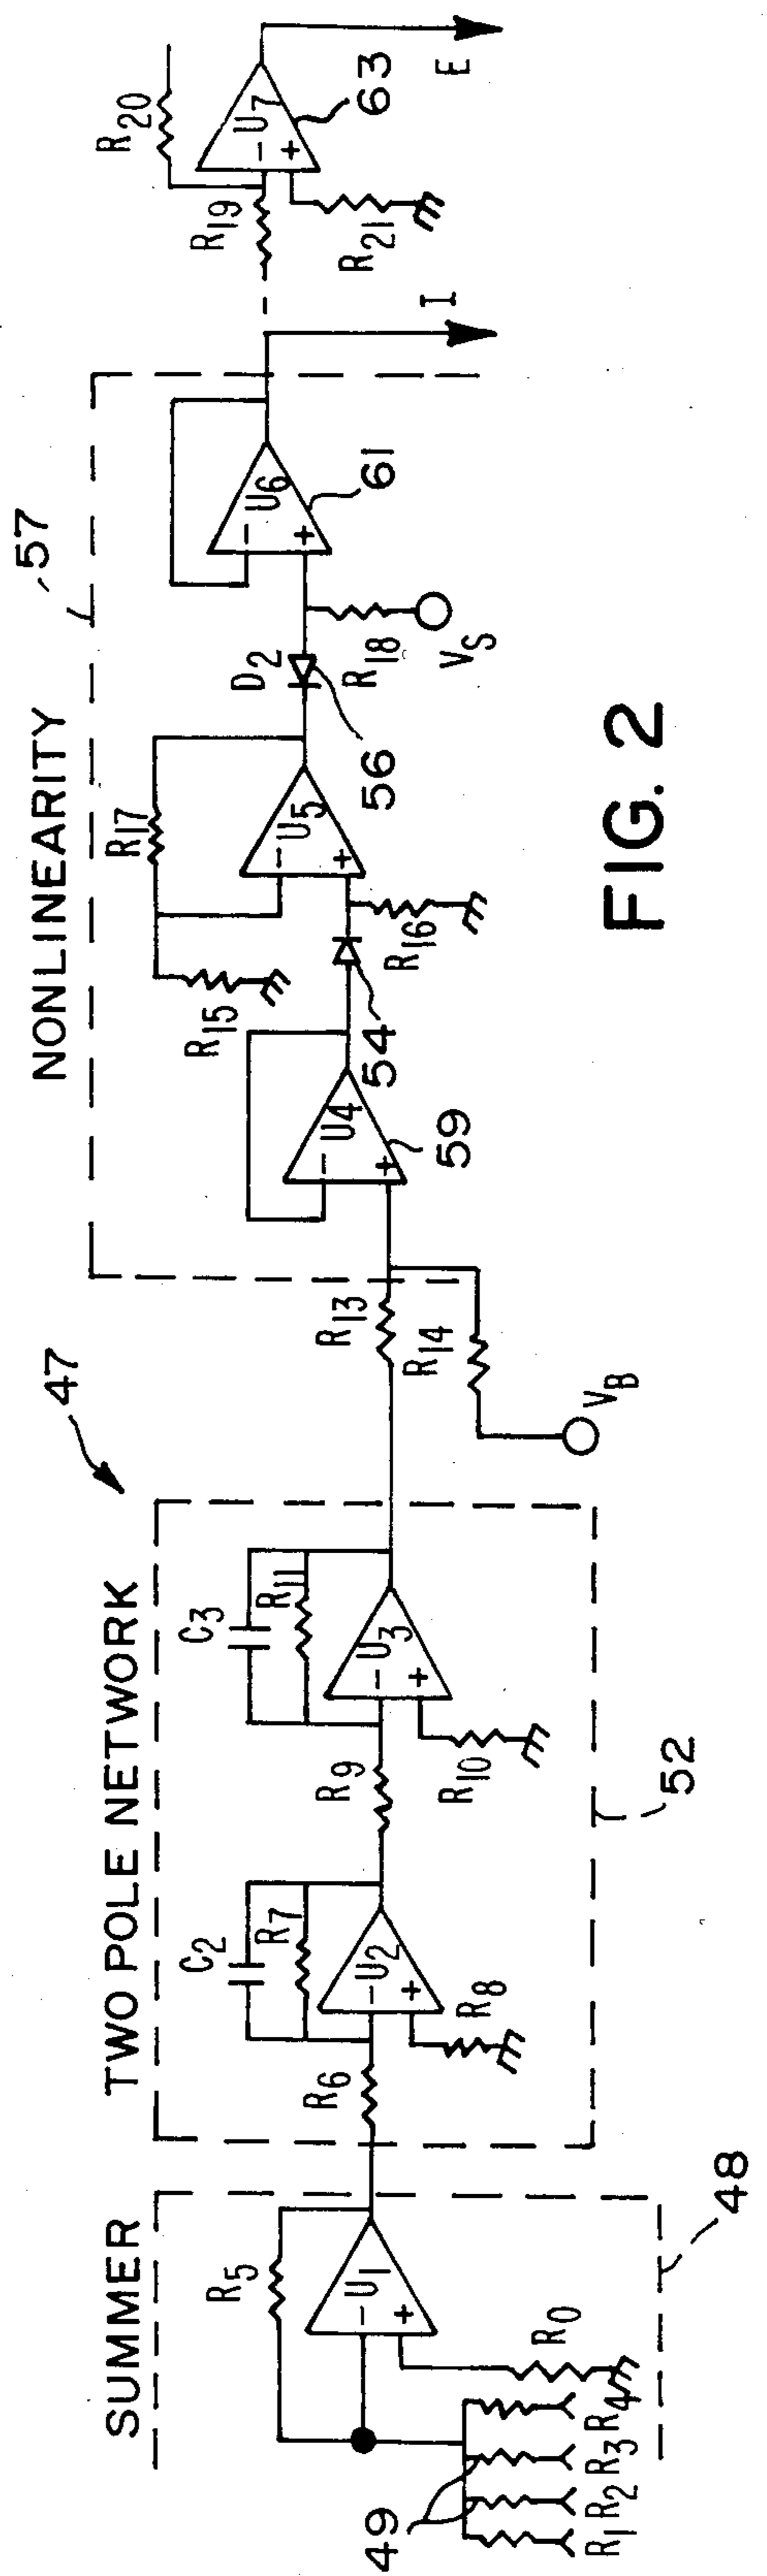 SUMMER
R5
U1
-
+
R0
49
R1
R2
R3
R4
48
TWO POLE NETWORK
47
R6
C2
R7
U2
-
+
R8
R9
C3
R11
U3
-
+
R10
52
R13
R14
VB
NONLINEARITY
57
U4
-
+
59
54
R15
R16
R17
U5
-
+
D2
56
R18
VS
U6
-
+
61
I
R19
R20
U7
-
+
63
R21
E
FIG. 2